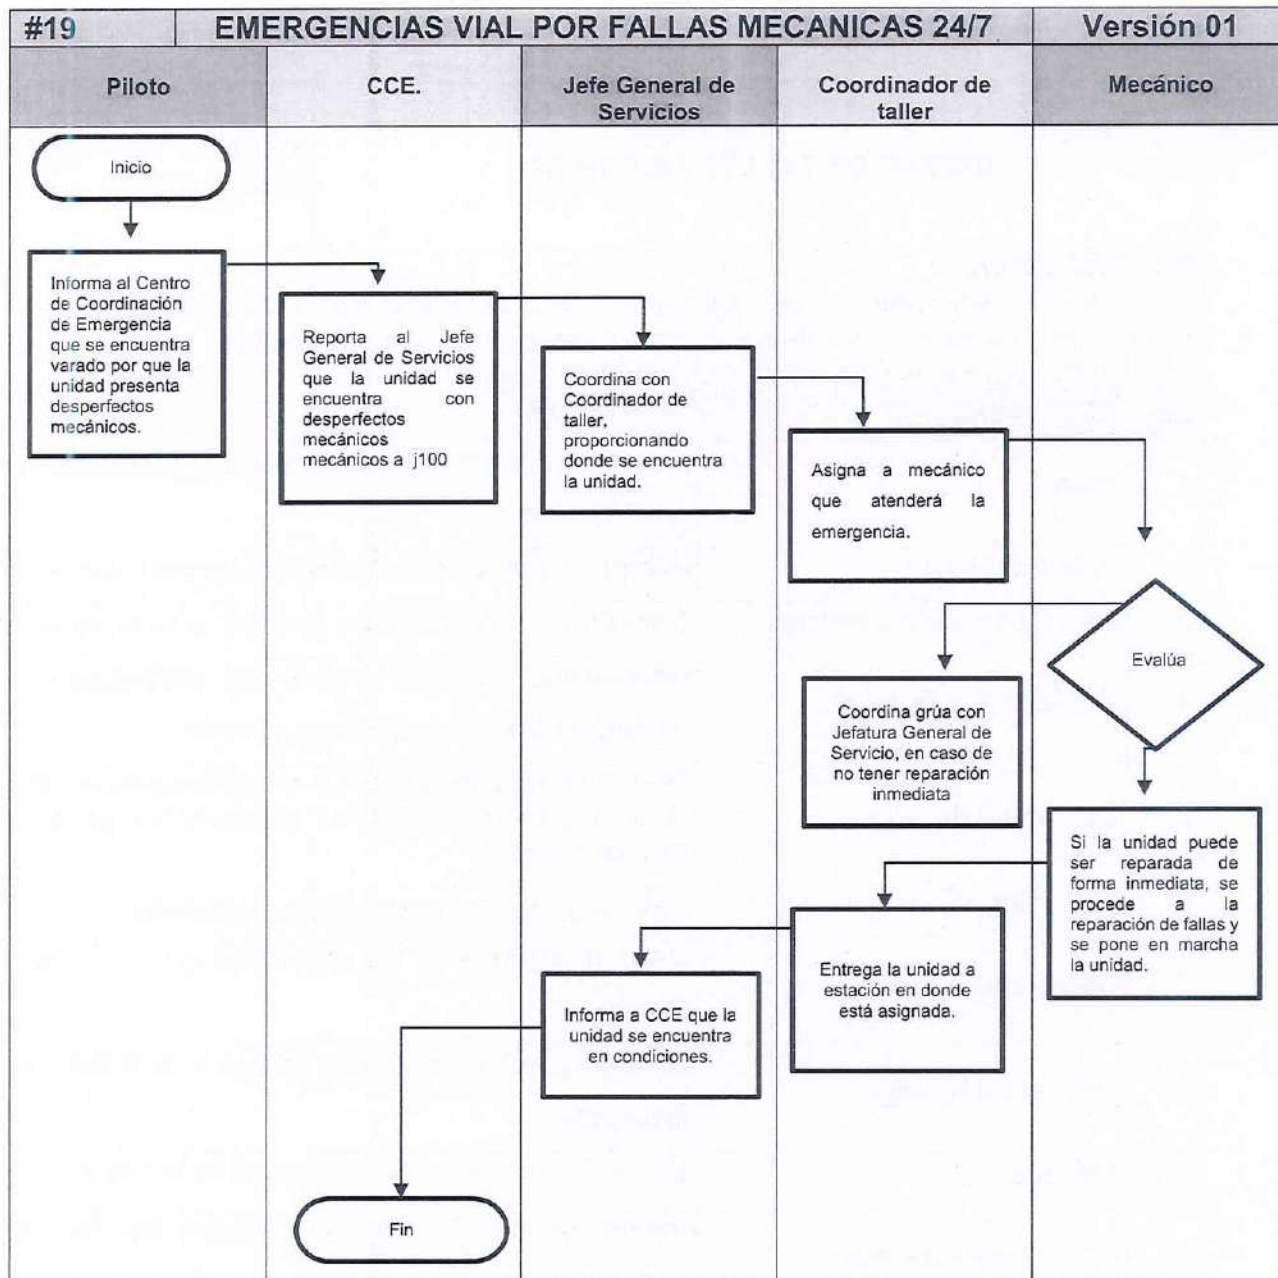 #19 EMERGENCIAS VIAL POR FALLAS MECANICAS 24/7 Versión 01
Piloto
CCE.
Jefe General de
Servicios
Coordinador de
taller
Mecánico
Inicio
Informa al Centro
de Coordinación
de Emergencia
que se encuentra
varado por que la
unidad presenta
desperfectos
mecánicos.
Reporta al Jefe
General de Servicios
que la unidad se
encuentra con
desperfectos
mecánicos
mecánicos a j100
Coordina con
Coordinador de
taller,
proporcionando
donde se encuentra
la unidad.
Asigna a mecánico
que atenderá la
emergencia.
Evalúa
Coordina grúa con
Jefatura General de
Servicio, en caso de
no tener reparación
inmediata
Si la unidad puede
ser reparada de
forma inmediata, se
procede a la
reparación de fallas y
se pone en marcha
la unidad.
Entrega la unidad a
estación en donde
está asignada.
Informa a CCE que la
unidad se encuentra
en condiciones.
Fin